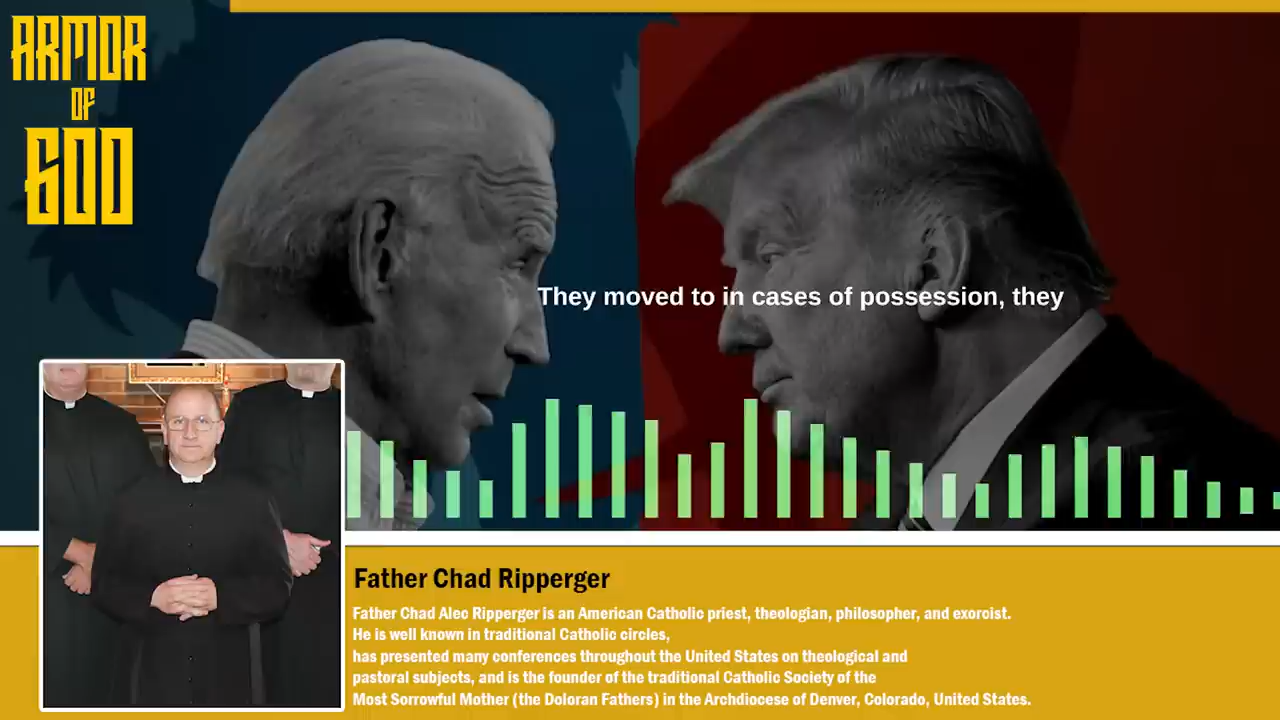 ARMOR
OF
GOD
They moved to in cases of possession, they
Father Chad Ripperger
Father Chad Alec Ripperger is an American Catholic priest, theologian, philosopher, and exorcist.
He is well known in traditional Catholic circles,
has presented many conferences throughout the United States on theological and
pastoral subjects, and is the founder of the traditional Catholic Society of the
Most Sorrowful Mother (the Doloran Fathers) in the Archdiocese of Denver, Colorado, United States.